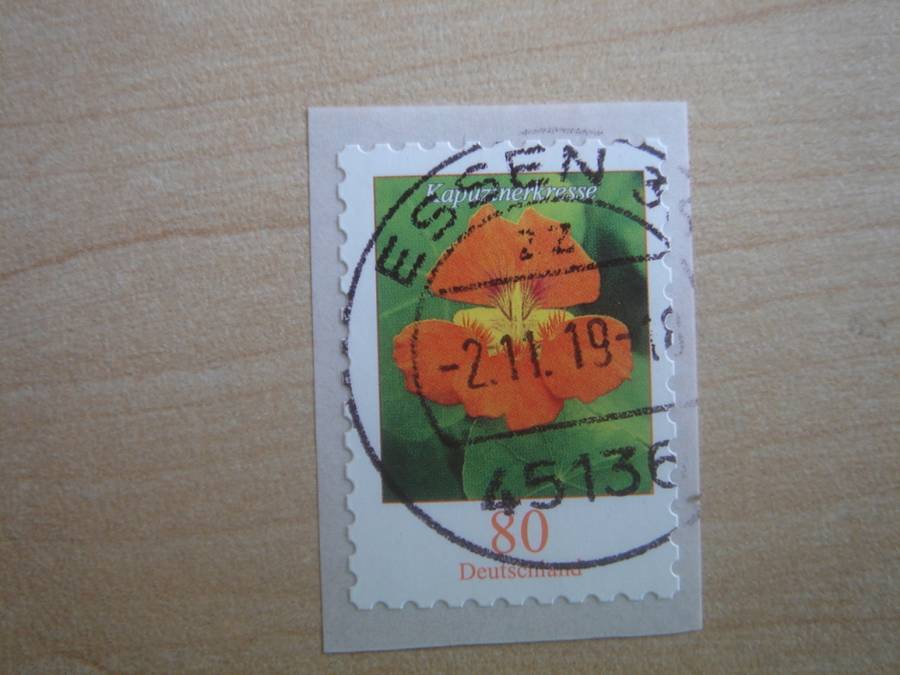 ESSEN
Kapuzinerkresse
zz
-2.11.19-
45136
80
Deutschland